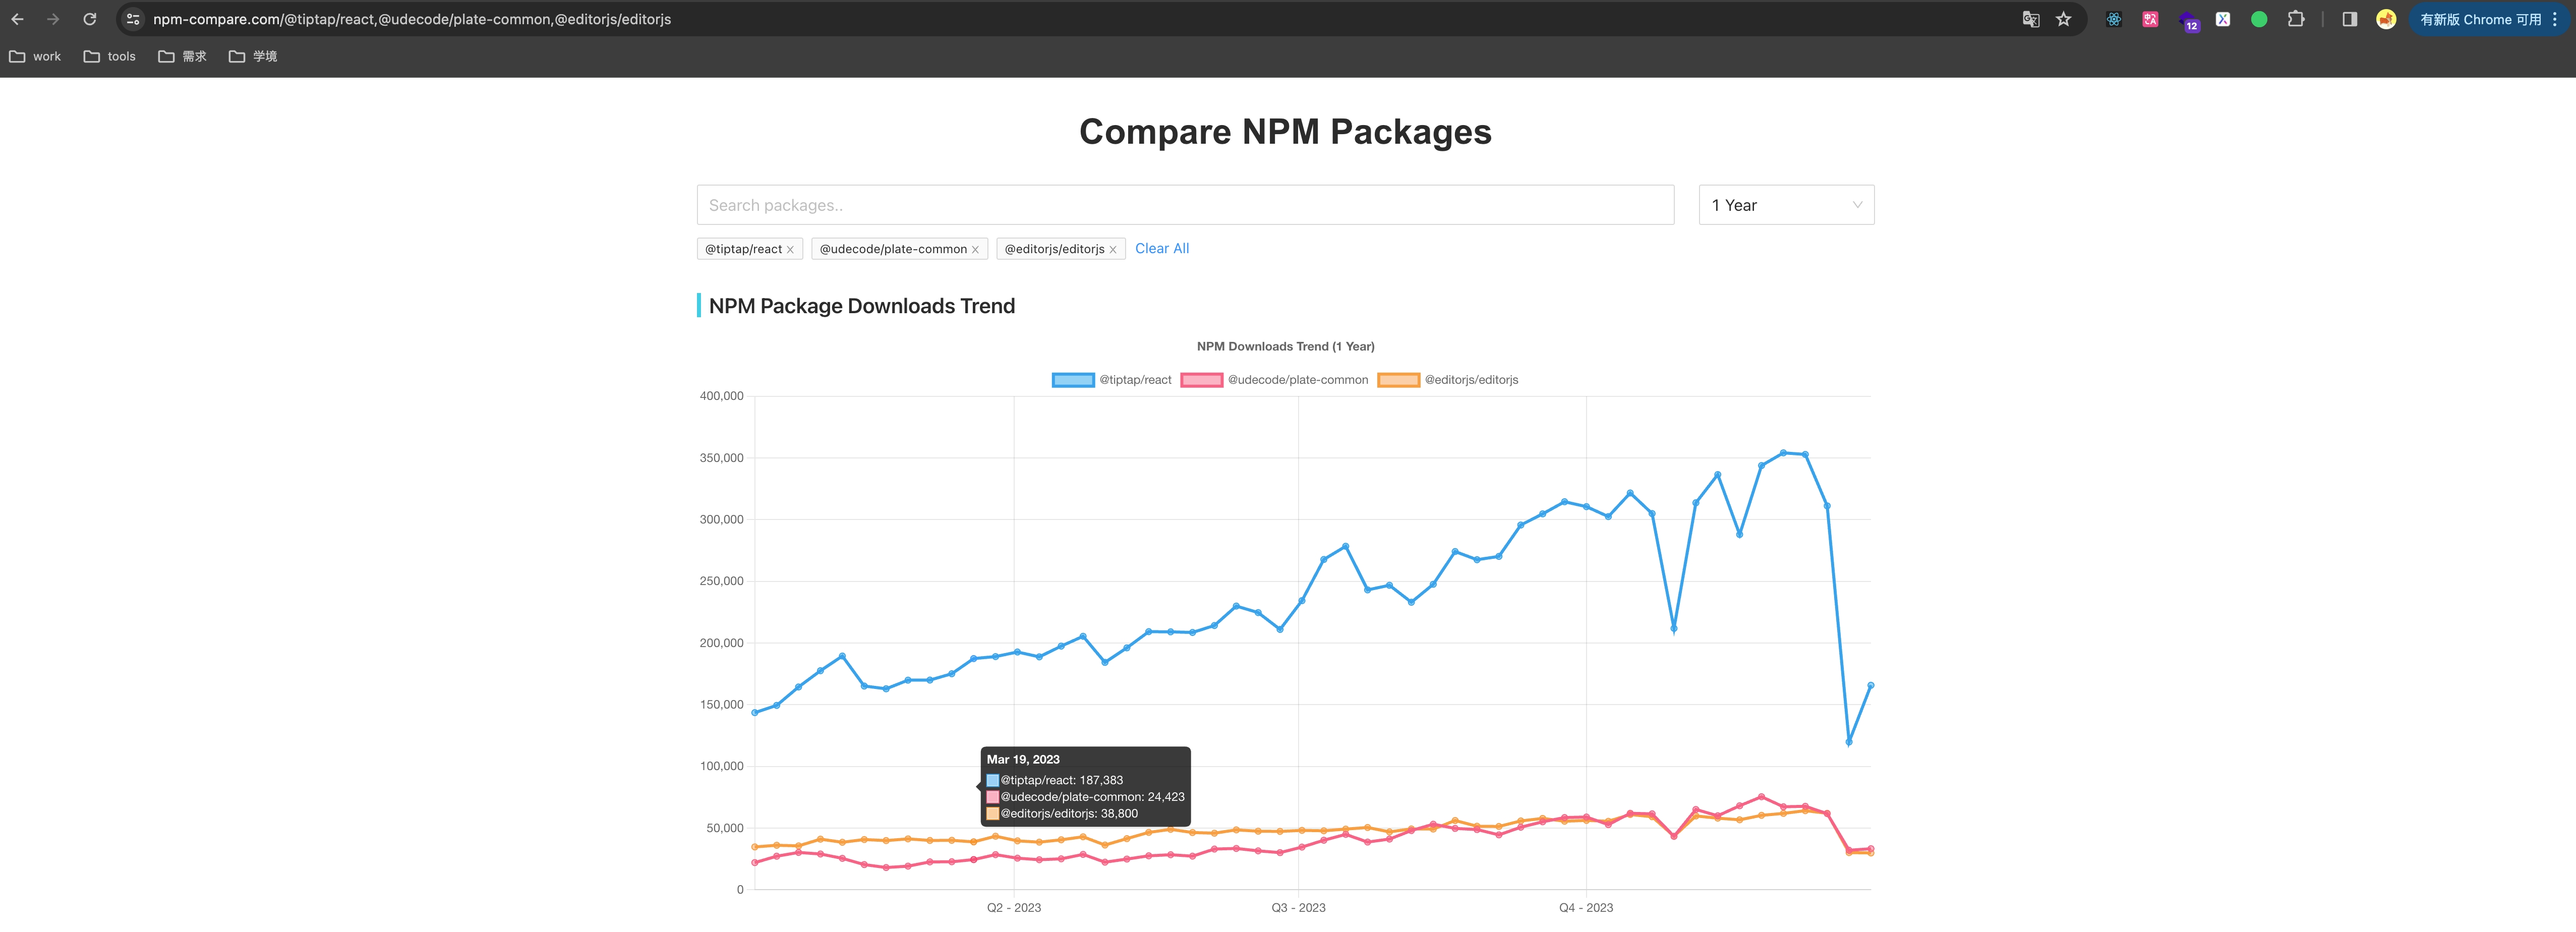 npm-compare.com/@tiptap/react,@udecode/plate-common,@editorjs/editorjs
12
有新版 Chrome 可用
work
tools
需求
学境
Compare NPM Packages
Search packages..
1 Year
@tiptap/react
@udecode/plate-common
@editorjs/editorjs
Clear All
NPM Package Downloads Trend
NPM Downloads Trend (1 Year)
@tiptap/react
@udecode/plate-common
@editorjs/editorjs
400,000
350,000
300,000
250,000
200,000
150,000
100,000
50,000
0
Mar 19, 2023
@tiptap/react: 187,383
@udecode/plate-common: 24,423
@editorjs/editorjs: 38,800
Q2 - 2023
Q3 - 2023
Q4 - 2023